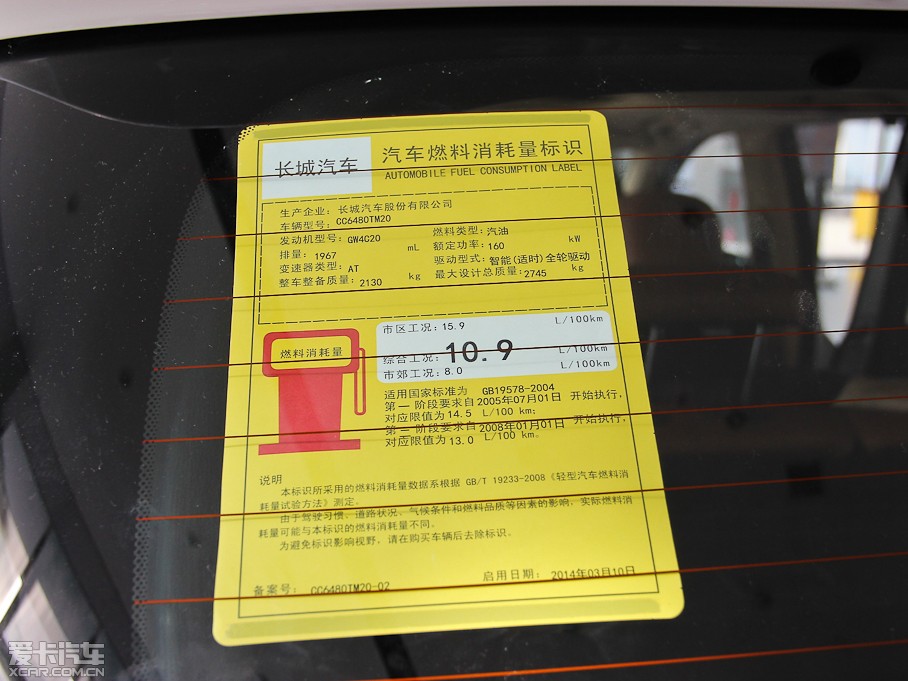 长城汽车
汽车燃料消耗量标识
AUTOMOBILE FUEL CONSUMPTION LABEL
生产企业：长城汽车股份有限公司
车辆型号：CC6480TM20
发动机型号：GW4C20 燃料类型：汽油
排量：1967 mL 额定功率：160 kW
变速器类型：AT 驱动型式：智能(适时)全轮驱动
整车整备质量：2130 kg 最大设计总质量：2745 kg
燃料消耗量
市区工况：15.9 L/100km
综合工况：10.9 L/100km
市郊工况：8.0 L/100km
适用国家标准为 GB19578-2004
第一阶段要求自2005年07月01日 开始执行，
对应限值为14.5 L/100 km;
第二阶段要求自2008年01月01日 开始执行，
对应限值为13.0 L/100 km。
说明
本标识所采用的燃料消耗量数据系根据 GB/T 19233-2008《轻型汽车燃料消
耗量试验方法》测定。
由于驾驶习惯、道路状况、气候条件和燃料品质等因素的影响，实际燃料消
耗量可能与本标识的燃料消耗量不同。
为避免标识影响视野，请在购买车辆后去除标识。
备案号： CC6480TM20-02 启用日期： 2014年03月10日
爱卡汽车
XCAR.COM.CN